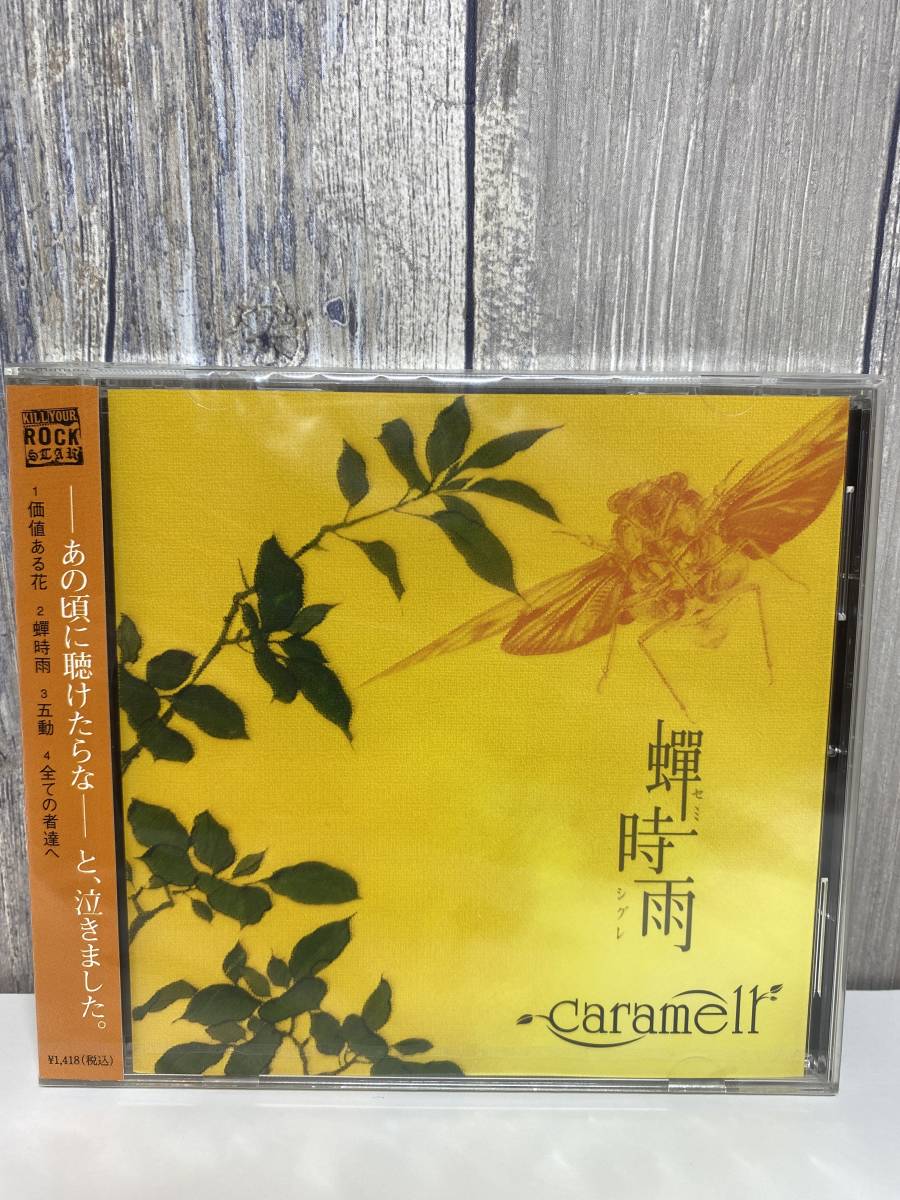 KILL YOUR
ROCK
STAR
――あの頃に聴けたらな――と、泣きました。
1 価値ある花 2 蟬時雨 3 五動 4 全ての者達へ
¥1,418(税込)
蟬時雨
セミ
シグレ
caramell